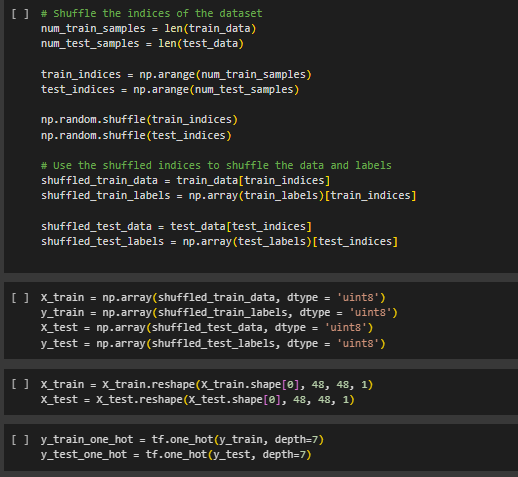 [ ] # Shuffle the indices of the dataset
num_train_samples = len(train_data)
num_test_samples = len(test_data)
train_indices = np.arange(num_train_samples)
test_indices = np.arange(num_test_samples)
np.random.shuffle(train_indices)
np.random.shuffle(test_indices)
# Use the shuffled indices to shuffle the data and labels
shuffled_train_data = train_data[train_indices]
shuffled_train_labels = np.array(train_labels)[train_indices]
shuffled_test_data = test_data[test_indices]
shuffled_test_labels = np.array(test_labels)[test_indices]
[ ] X_train = np.array(shuffled_train_data, dtype = 'uint8')
y_train = np.array(shuffled_train_labels, dtype = 'uint8')
X_test = np.array(shuffled_test_data, dtype = 'uint8')
y_test = np.array(shuffled_test_labels, dtype = 'uint8')
[ ] X_train = X_train.reshape(X_train.shape[0], 48, 48, 1)
X_test = X_test.reshape(X_test.shape[0], 48, 48, 1)
[ ] y_train_one_hot = tf.one_hot(y_train, depth=7)
y_test_one_hot = tf.one_hot(y_test, depth=7)